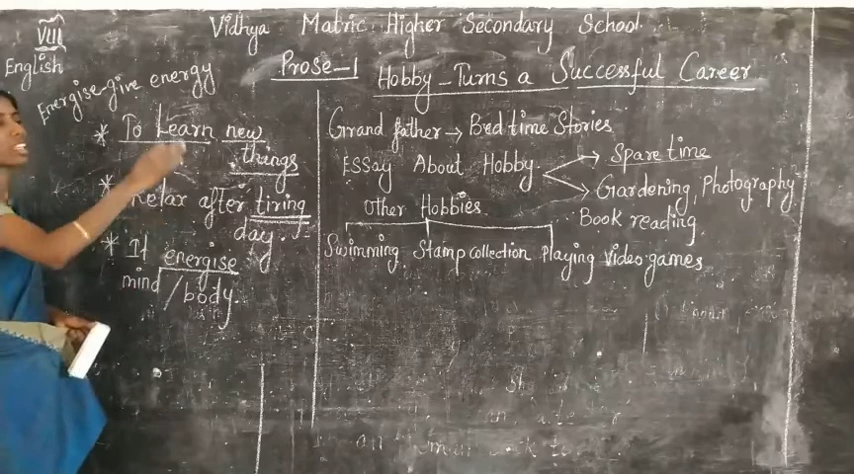 VIII
English
Vidhya Matric Higher Secondary School.
Prose-1
Hobby - Turns a Successful Career
Energise-give energy
* To Learn new
things
* Relax after tiring
day.
* It energise
mind/body
Grand father → Bed time Stories
Essay About Hobby
Spare time
Gardening, Photography
Book reading
Other Hobbies
Swimming Stamp collection Playing Video games